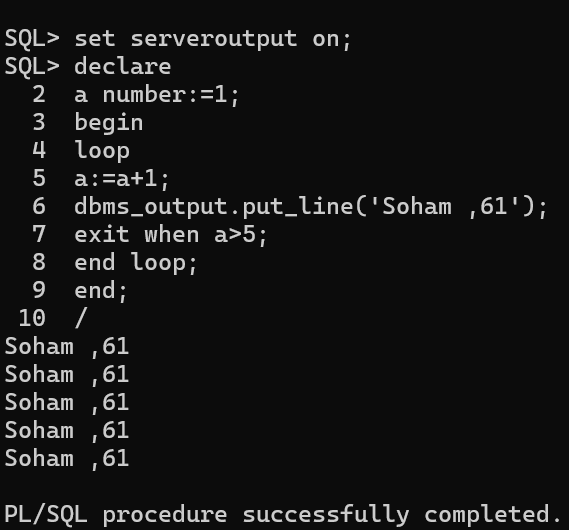 SQL> set serveroutput on;
SQL> declare
  2  a number:=1;
  3  begin
  4  loop
  5  a:=a+1;
  6  dbms_output.put_line('Soham ,61');
  7  exit when a>5;
  8  end loop;
  9  end;
 10  /
Soham ,61
Soham ,61
Soham ,61
Soham ,61
Soham ,61
PL/SQL procedure successfully completed.